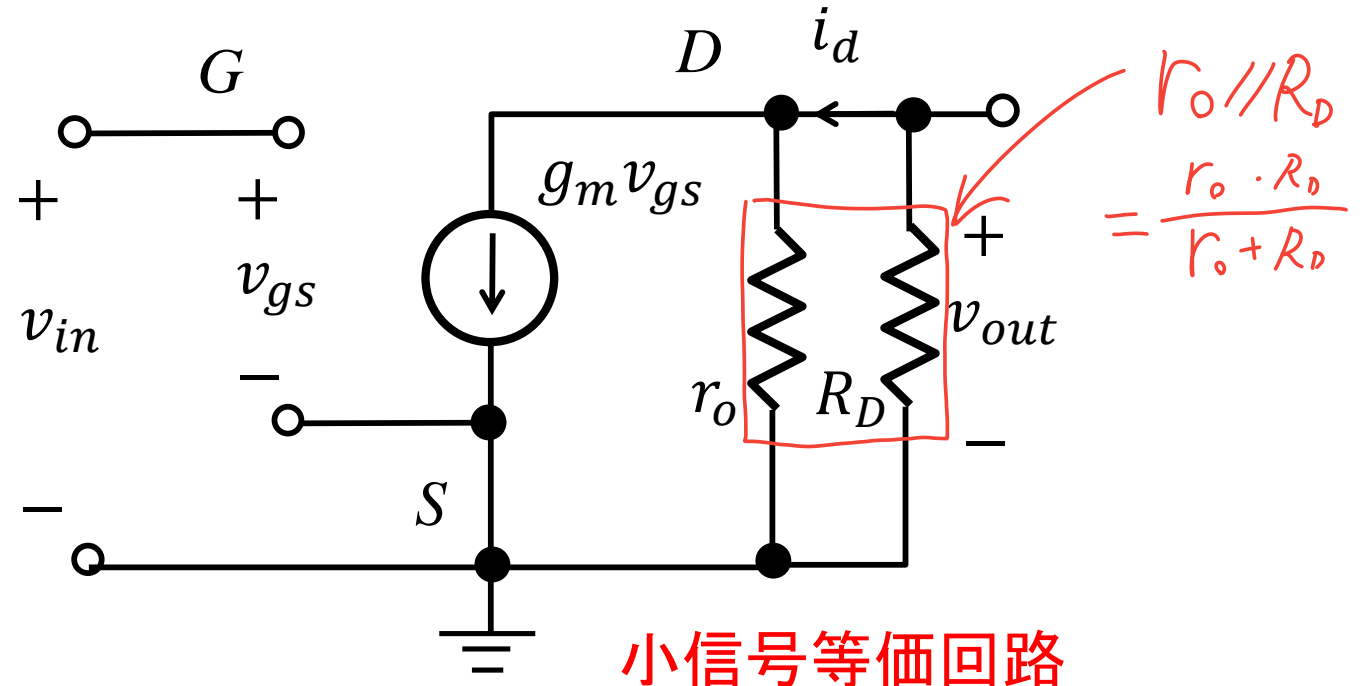 G
D
i_d
+
+
g_m v_gs
v_gs
v_in
−
−
S
r_o
R_D
+
v_out
−
r_o // R_D
= r_o · R_D / r_o + R_D
小信号等価回路